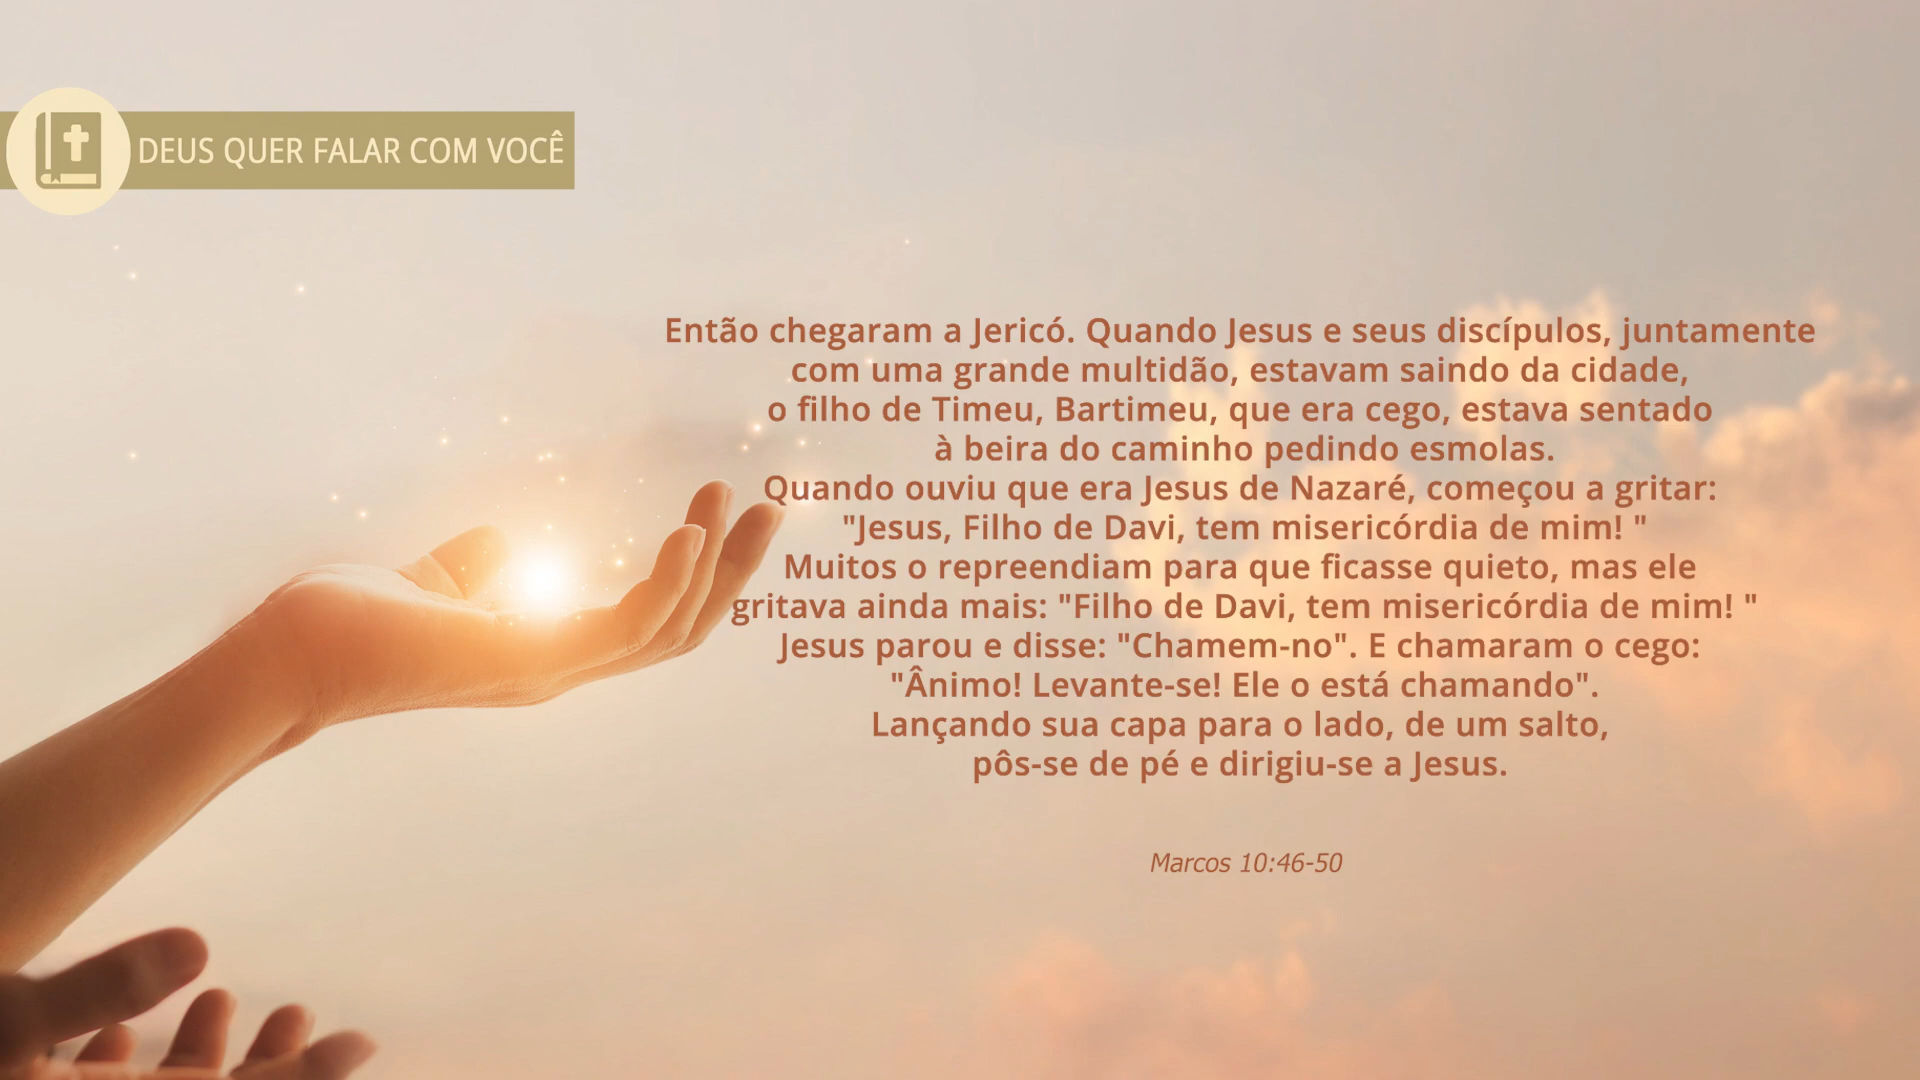 DEUS QUER FALAR COM VOCÊ
Então chegaram a Jericó. Quando Jesus e seus discípulos, juntamente
com uma grande multidão, estavam saindo da cidade,
o filho de Timeu, Bartimeu, que era cego, estava sentado
à beira do caminho pedindo esmolas.
Quando ouviu que era Jesus de Nazaré, começou a gritar:
"Jesus, Filho de Davi, tem misericórdia de mim! "
Muitos o repreendiam para que ficasse quieto, mas ele
gritava ainda mais: "Filho de Davi, tem misericórdia de mim! "
Jesus parou e disse: "Chamem-no". E chamaram o cego:
"Ânimo! Levante-se! Ele o está chamando".
Lançando sua capa para o lado, de um salto,
pôs-se de pé e dirigiu-se a Jesus.
Marcos 10:46-50